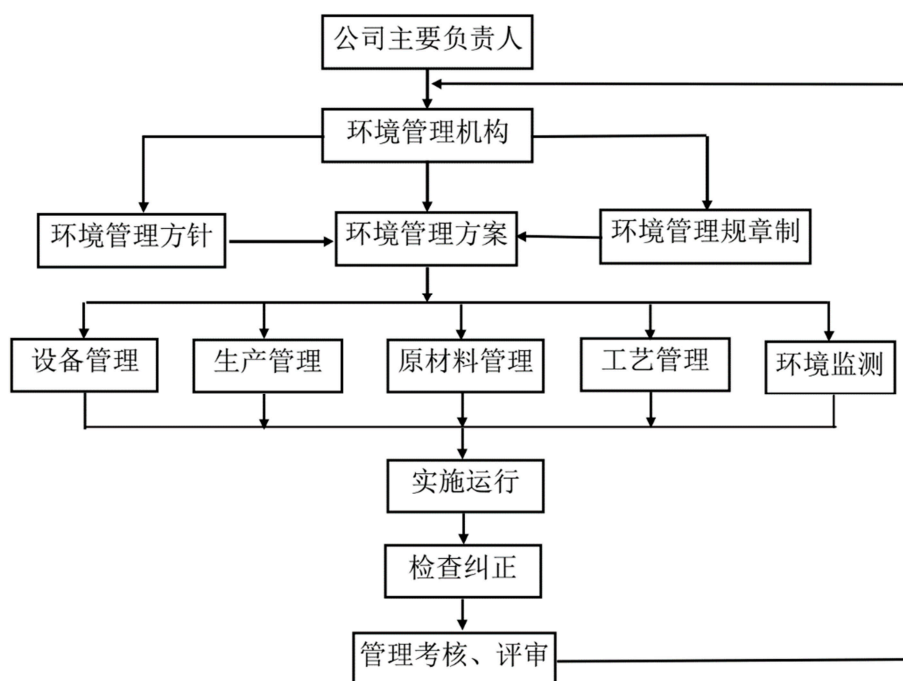 公司主要负责人
环境管理机构
环境管理方针
环境管理方案
环境管理规章制
设备管理
生产管理
原材料管理
工艺管理
环境监测
实施运行
检查纠正
管理考核、评审